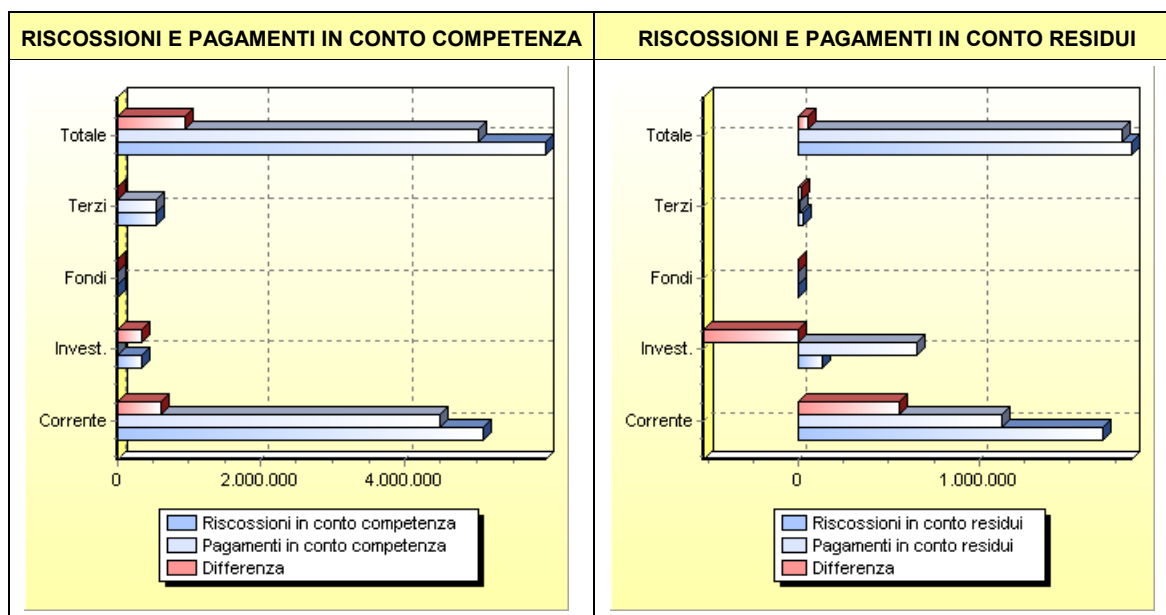 RISCOSSIONI E PAGAMENTI IN CONTO COMPETENZA
Totale
Terzi
Fondi
Invest.
Corrente
0 2.000.000 4.000.000
Riscossioni in conto competenza
Pagamenti in conto competenza
Differenza
RISCOSSIONI E PAGAMENTI IN CONTO RESIDUI
Totale
Terzi
Fondi
Invest.
Corrente
0 1.000.000
Riscossioni in conto residui
Pagamenti in conto residui
Differenza